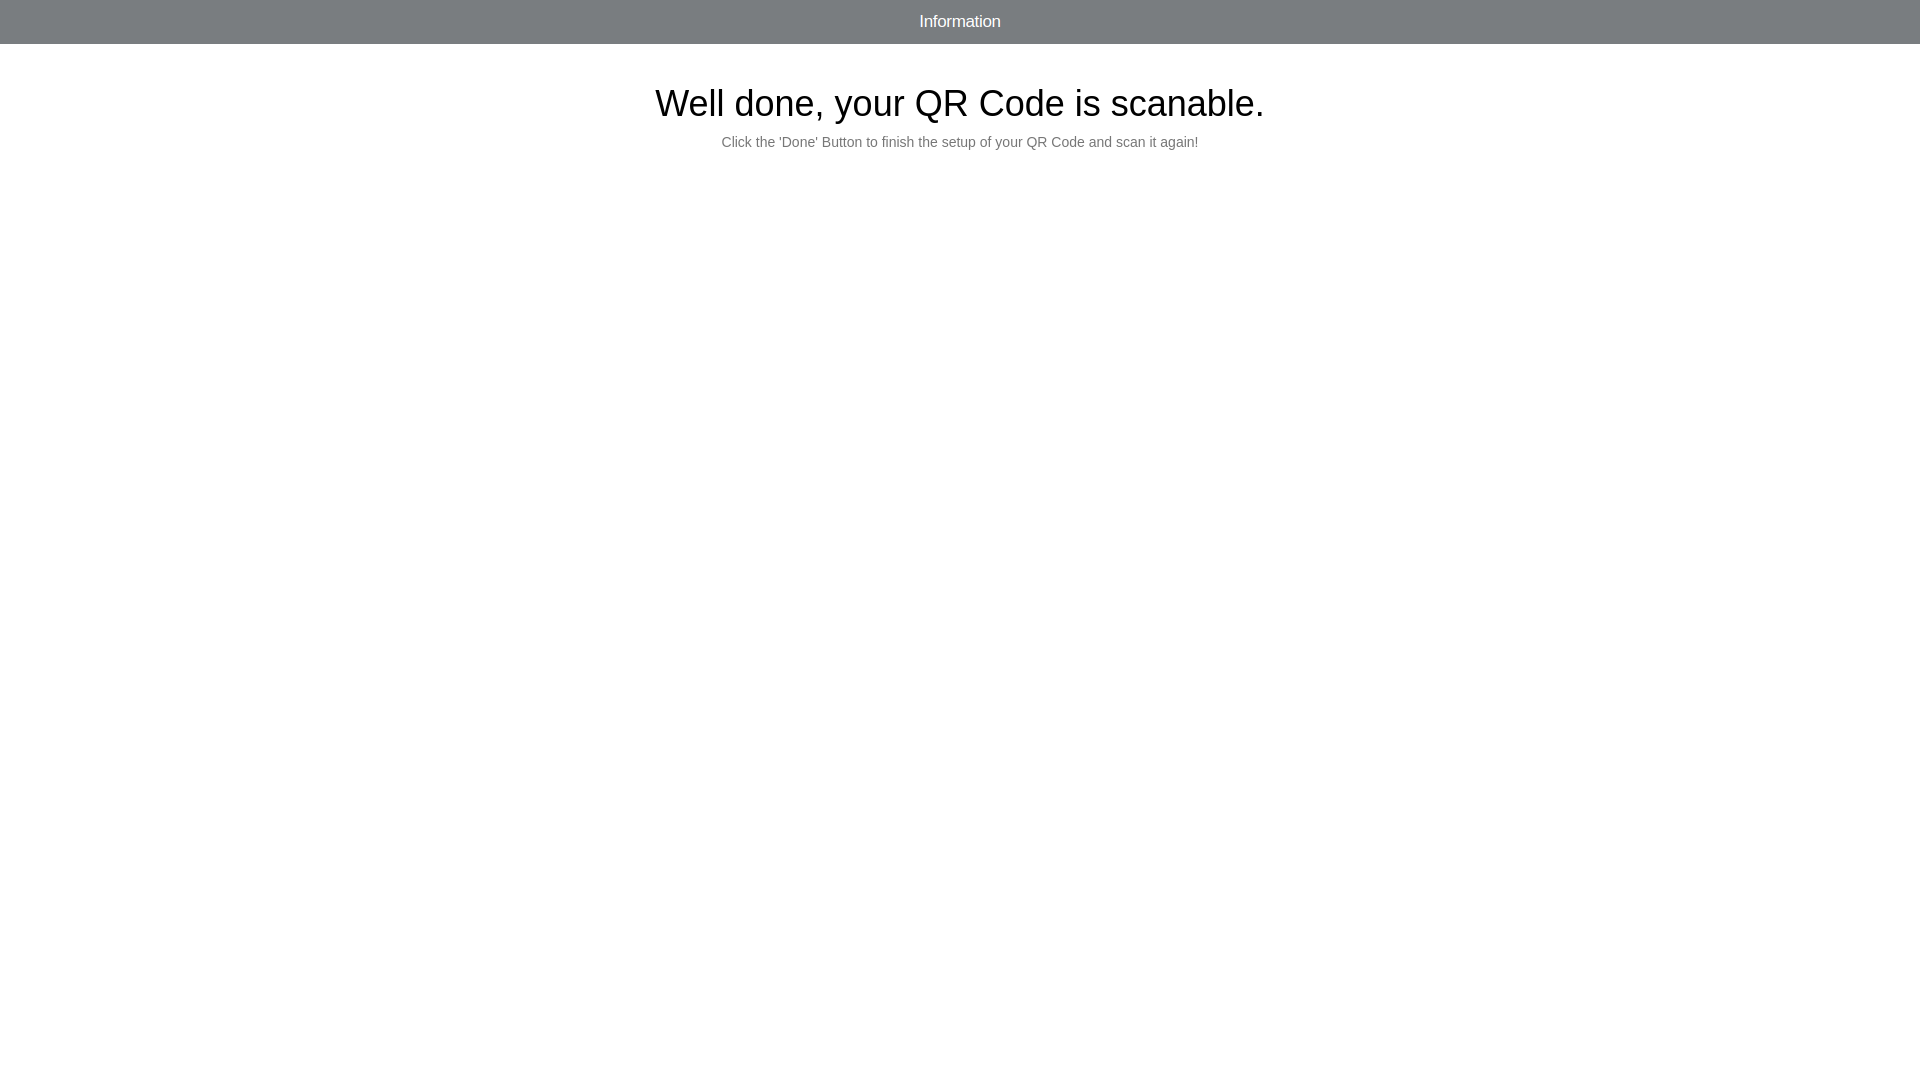 Information
Well done, your QR Code is scanable.
Click the 'Done' Button to finish the setup of your QR Code and scan it again!